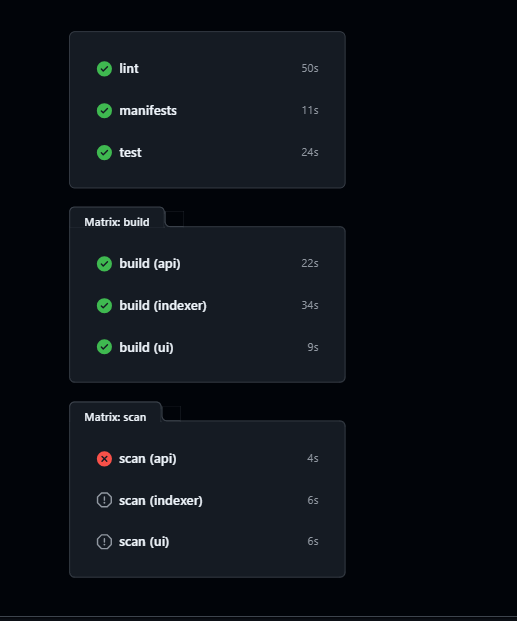 lint 50s
manifests 11s
test 24s
Matrix: build
build (api) 22s
build (indexer) 34s
build (ui) 9s
Matrix: scan
scan (api) 4s
scan (indexer) 6s
scan (ui) 6s